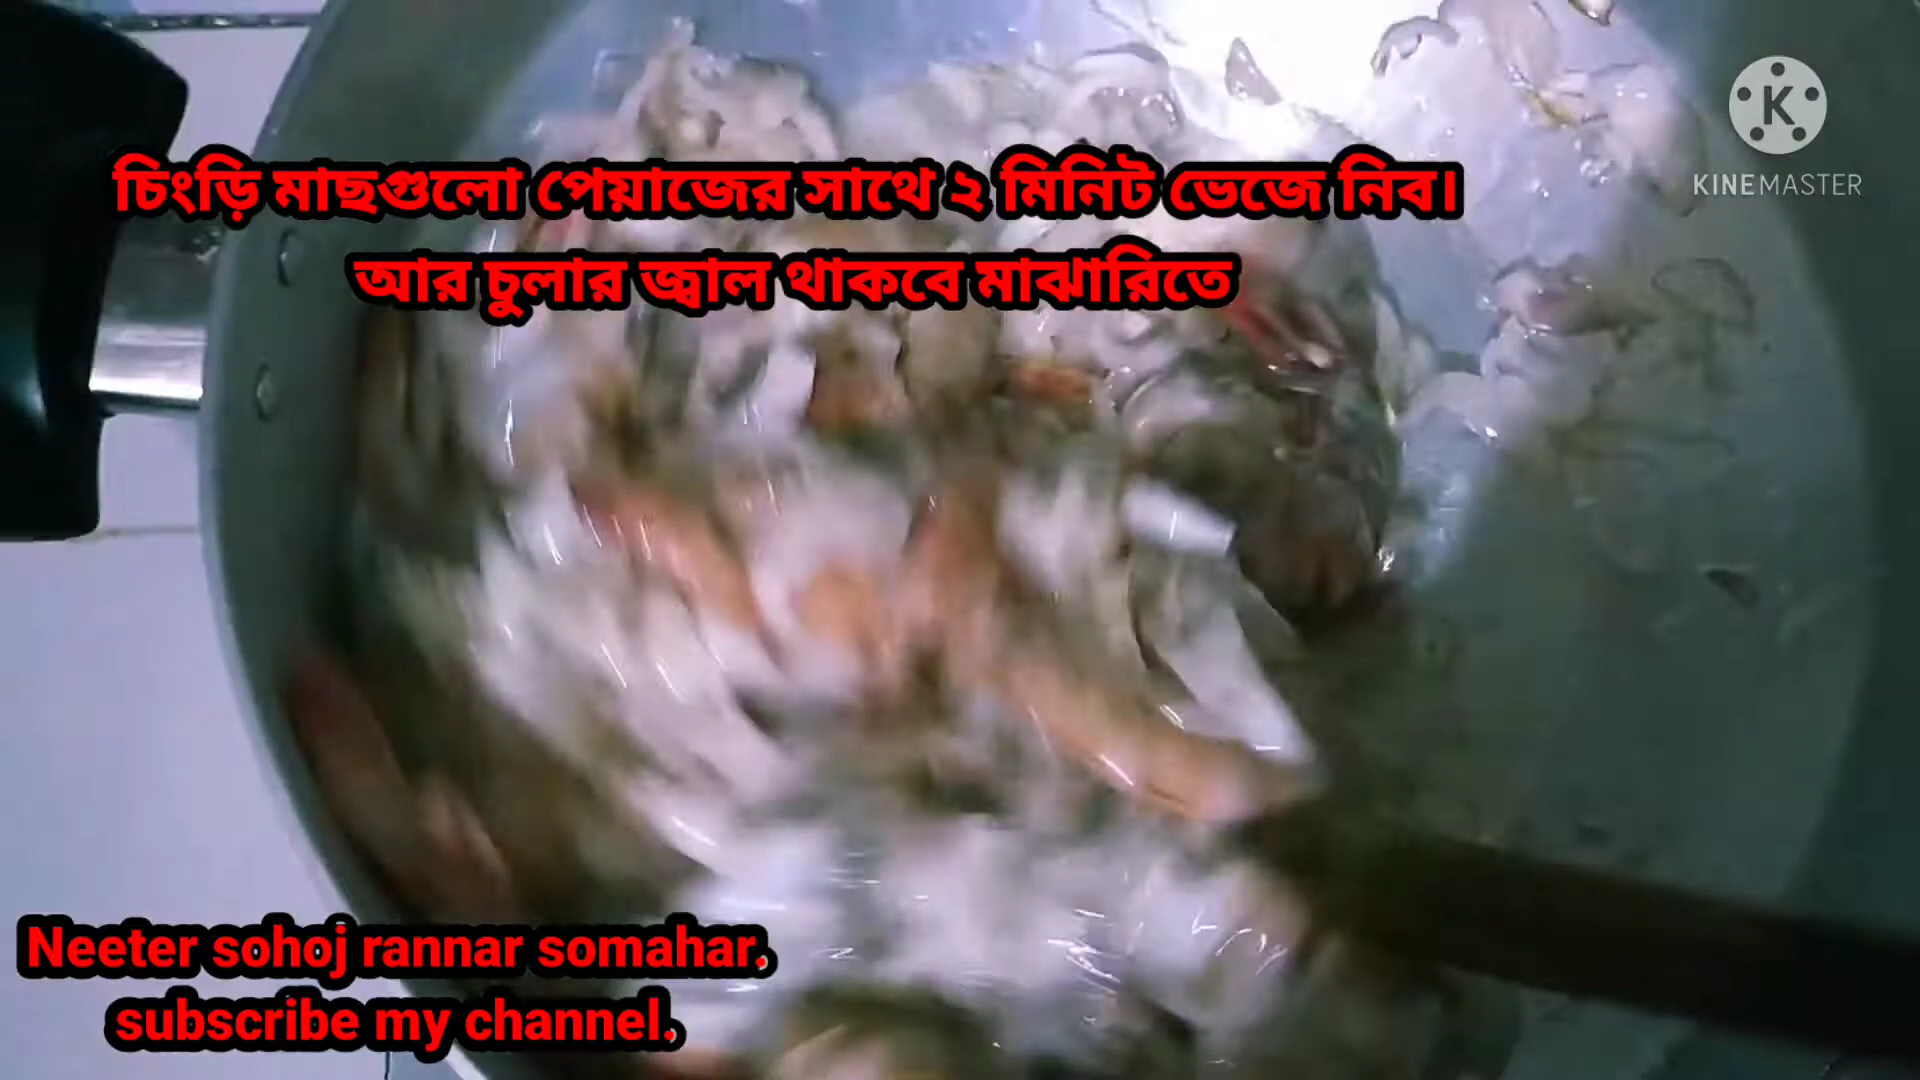 চিংড়ি মাছগুলো পেয়াজের সাথে ২ মিনিট ভেজে নিব।
আর চুলার জ্বাল থাকবে মাঝারিতে
K
KINEMASTER
Neeter sohoj rannar somahar.
subscribe my channel.